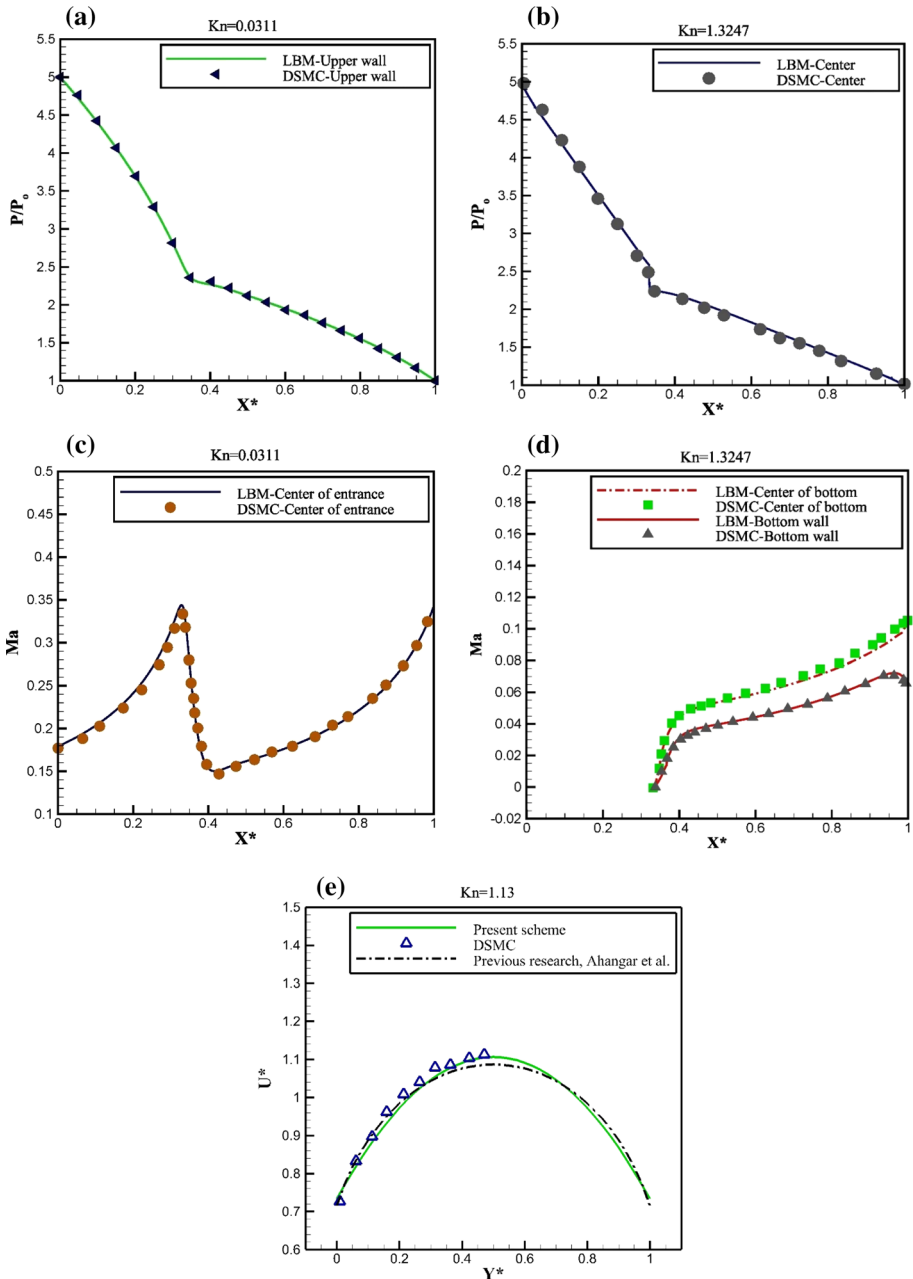 (a)
Kn=0.0311
5.5
5
4.5
4
3.5
3
2.5
2
1.5
1
P/Po
LBM-Upper wall
DSMC-Upper wall
0
0.2
0.4
0.6
0.8
1
X*
(b)
Kn=1.3247
5.5
5
4.5
4
3.5
3
2.5
2
1.5
1
P/Po
LBM-Center
DSMC-Center
0
0.2
0.4
0.6
0.8
1
X*
(c)
Kn=0.0311
0.5
0.45
0.4
0.35
0.3
0.25
0.2
0.15
0.1
Ma
LBM-Center of entrance
DSMC-Center of entrance
0
0.2
0.4
0.6
0.8
1
X*
(d)
Kn=1.3247
0.2
0.18
0.16
0.14
0.12
0.1
0.08
0.06
0.04
0.02
0
-0.02
Ma
LBM-Center of bottom
DSMC-Center of bottom
LBM-Bottom wall
DSMC-Bottom wall
0
0.2
0.4
0.6
0.8
1
X*
(e)
Kn=1.13
1.5
1.4
1.3
1.2
1.1
1
0.9
0.8
0.7
0.6
U*
Present scheme
DSMC
Previous research, Ahangar et al.
0
0.2
0.4
0.6
0.8
1
Y*